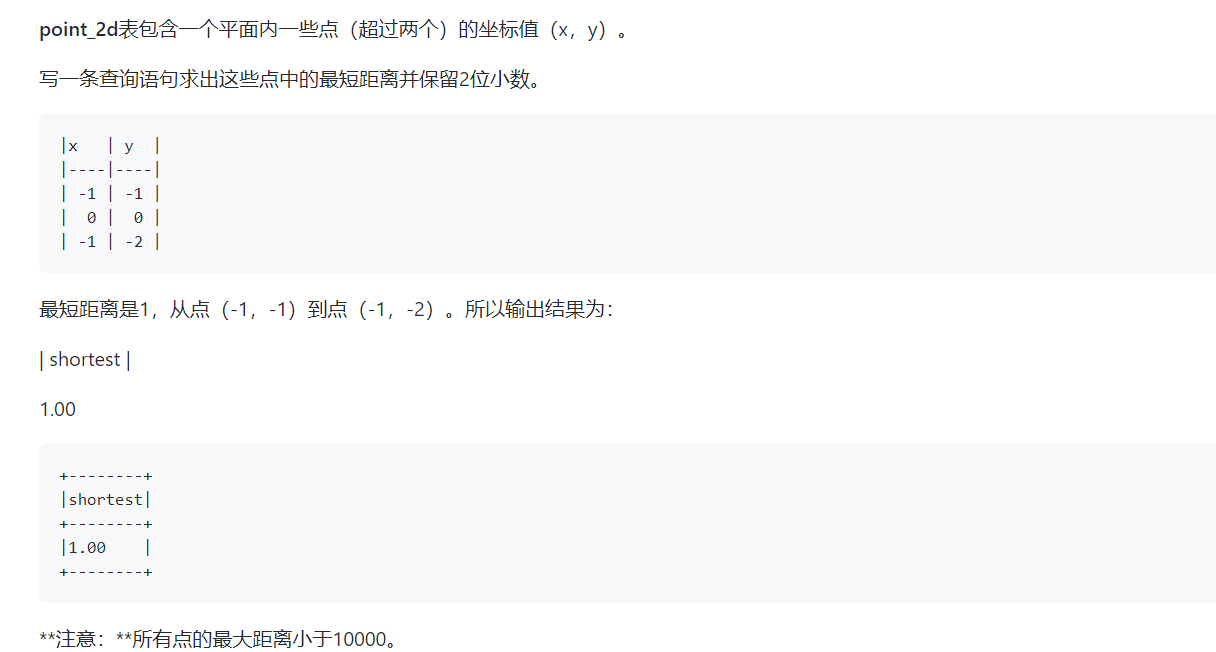 point_2d表包含一个平面内一些点（超过两个）的坐标值（x，y）。
写一条查询语句求出这些点中的最短距离并保留2位小数。
|x   | y  |
|----|----|
| -1 | -1 |
|  0 |  0 |
| -1 | -2 |
最短距离是1，从点（-1，-1）到点（-1，-2）。所以输出结果为：
| shortest |
1.00
+--------+
|shortest|
+--------+
|1.00    |
+--------+
**注意：**所有点的最大距离小于10000。